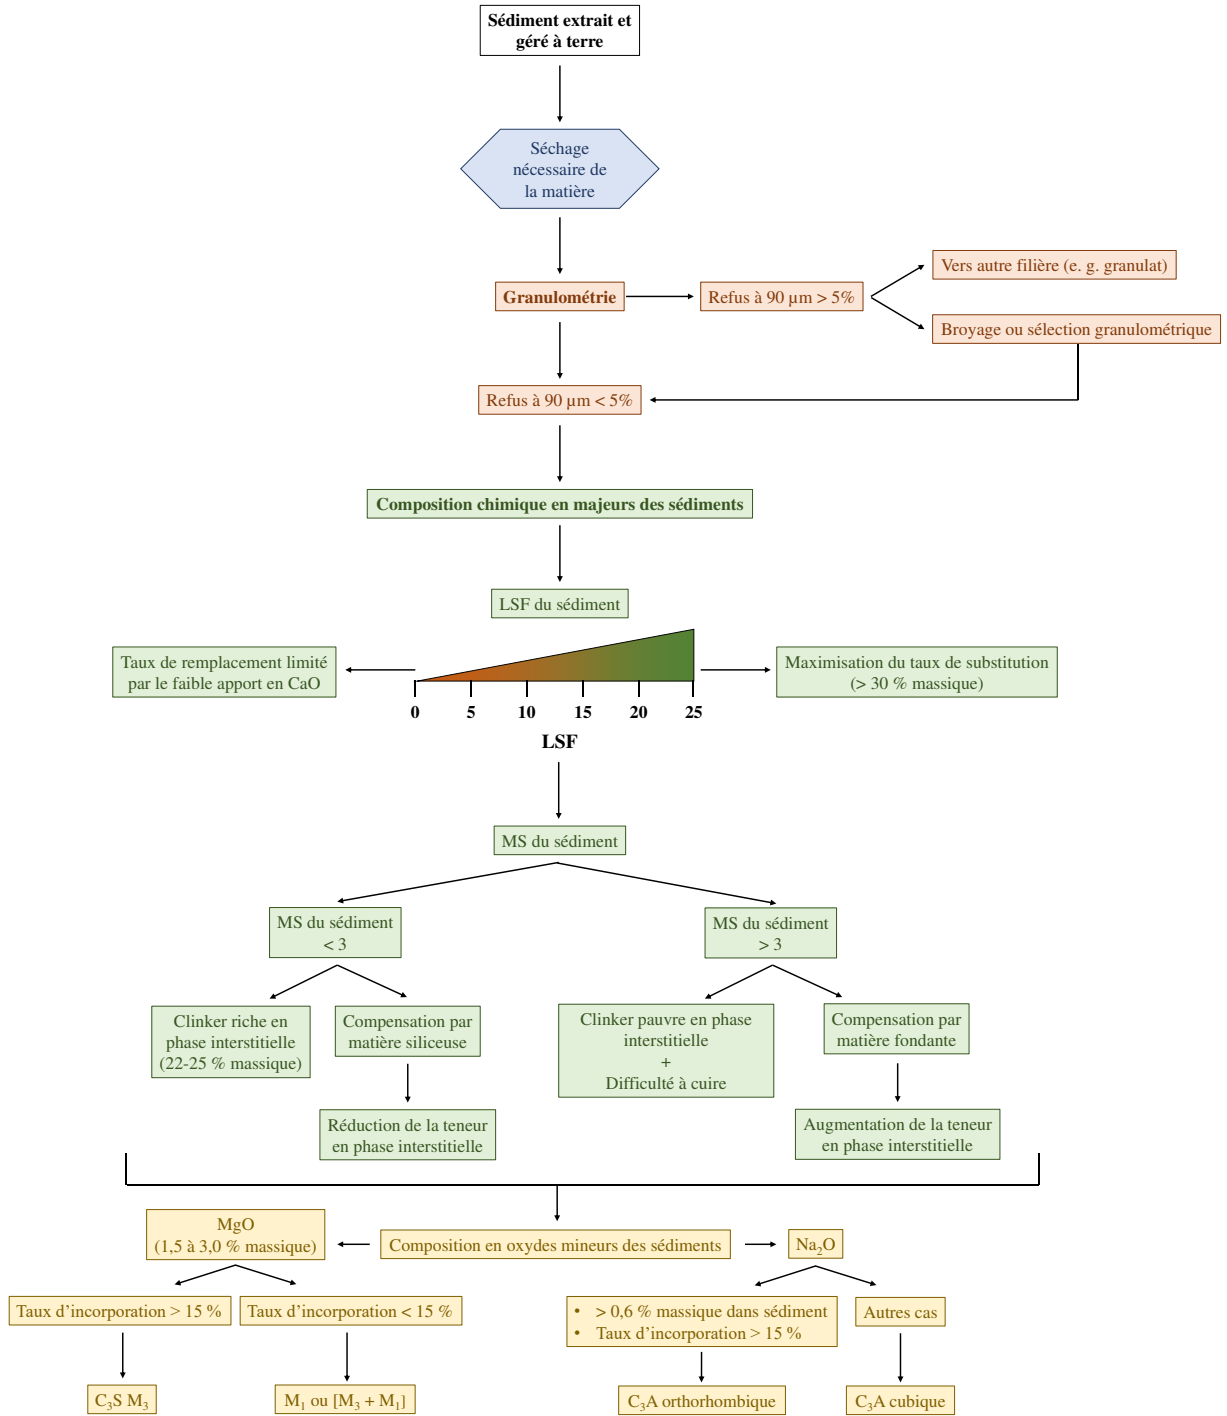 Sédiment extrait et
géré à terre
Séchage
nécessaire de
la matière
Granulométrie
Refus à 90 µm > 5%
Vers autre filière (e. g. granulat)
Broyage ou sélection granulométrique
Refus à 90 µm < 5%
Composition chimique en majeurs des sédiments
LSF du sédiment
Taux de remplacement limité
par le faible apport en CaO
Maximisation du taux de substitution
(> 30 % massique)
0 5 10 15 20 25
LSF
MS du sédiment
MS du sédiment
< 3
MS du sédiment
> 3
Clinker riche en
phase interstitielle
(22-25 % massique)
Compensation par
matière siliceuse
Clinker pauvre en phase
interstitielle
+
Difficulté à cuire
Compensation par
matière fondante
Réduction de la teneur
en phase interstitielle
Augmentation de la teneur
en phase interstitielle
MgO
(1,5 à 3,0 % massique)
Composition en oxydes mineurs des sédiments
Na₂O
Taux d’incorporation > 15 %
Taux d’incorporation < 15 %
• > 0,6 % massique dans sédiment
• Taux d’incorporation > 15 %
Autres cas
C₃S M₃
M₁ ou [M₃ + M₁]
C₃A orthorhombique
C₃A cubique